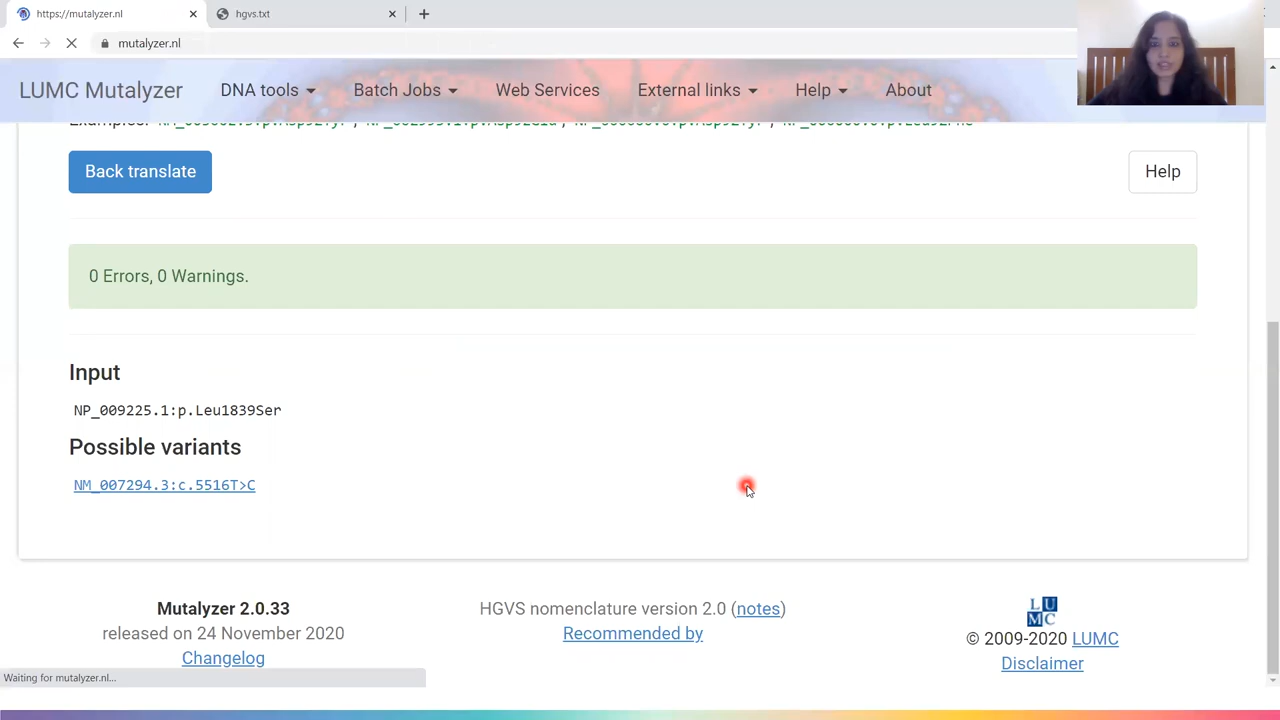 https://mutalyzer.nl
hgvs.txt
mutalyzer.nl
LUMC Mutalyzer
DNA tools
Batch Jobs
Web Services
External links
Help
About
Back translate
Help
0 Errors, 0 Warnings.
Input
NP_009225.1:p.Leu1839Ser
Possible variants
NM_007294.3:c.5516T>C
Mutalyzer 2.0.33
released on 24 November 2020
Changelog
HGVS nomenclature version 2.0 (notes)
Recommended by
LUMC
© 2009-2020 LUMC
Disclaimer
Waiting for mutalyzer.nl...